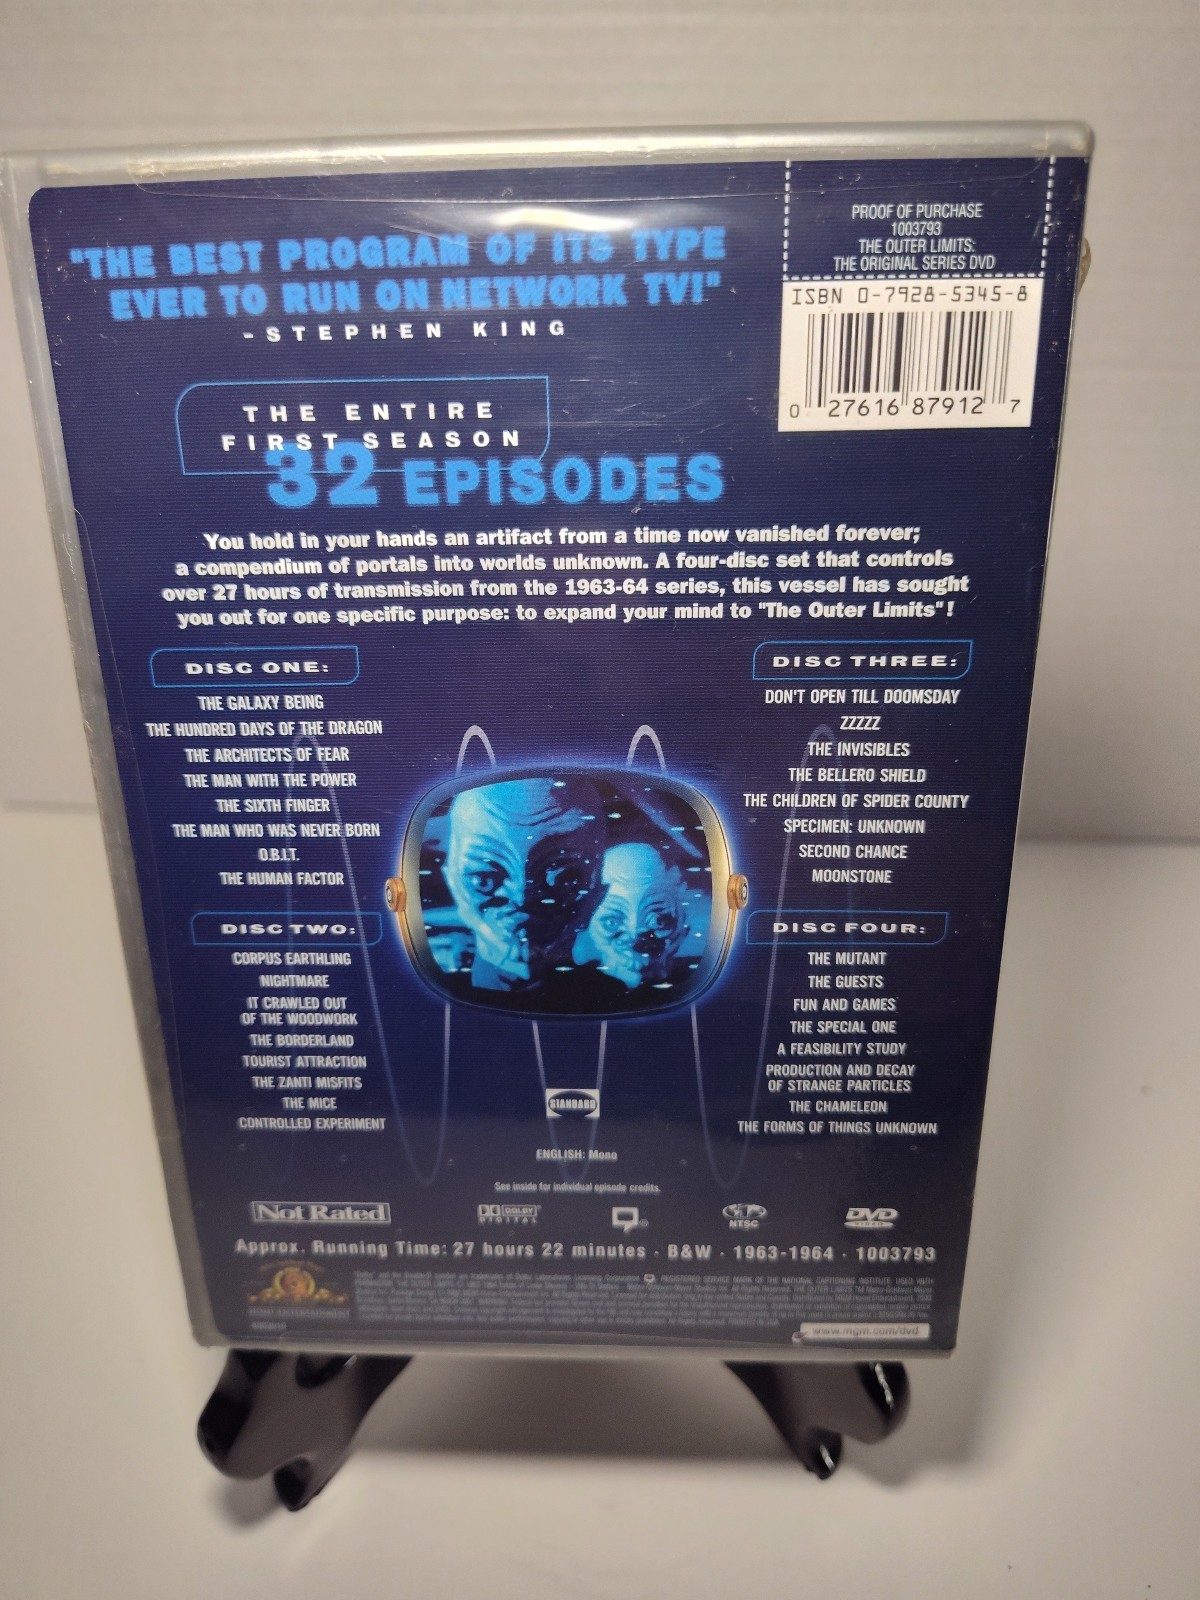 "THE BEST PROGRAM OF ITS TYPE
EVER TO RUN ON NETWORK TV!"
-STEPHEN KING
PROOF OF PURCHASE
1003793
THE OUTER LIMITS:
THE ORIGINAL SERIES DVD
ISBN 0-7928-5345-8
0 27616 87912 7
THE ENTIRE
FIRST SEASON
32 EPISODES
You hold in your hands an artifact from a time now vanished forever;
a compendium of portals into worlds unknown. A four-disc set that controls
over 27 hours of transmission from the 1963-64 series, this vessel has sought
you out for one specific purpose: to expand your mind to "The Outer Limits"!
DISC ONE:
THE GALAXY BEING
THE HUNDRED DAYS OF THE DRAGON
THE ARCHITECTS OF FEAR
THE MAN WITH THE POWER
THE SIXTH FINGER
THE MAN WHO WAS NEVER BORN
O.B.I.T.
THE HUMAN FACTOR
DISC TWO:
CORPUS EARTHLING
NIGHTMARE
IT CRAWLED OUT
OF THE WOODWORK
THE BORDERLAND
TOURIST ATTRACTION
THE ZANTI MISFITS
THE MICE
CONTROLLED EXPERIMENT
DISC THREE:
DON'T OPEN TILL DOOMSDAY
ZZZZZ
THE INVISIBLES
THE BELLERO SHIELD
THE CHILDREN OF SPIDER COUNTY
SPECIMEN: UNKNOWN
SECOND CHANCE
MOONSTONE
DISC FOUR:
THE MUTANT
THE GUESTS
FUN AND GAMES
THE SPECIAL ONE
A FEASIBILITY STUDY
PRODUCTION AND DECAY
OF STRANGE PARTICLES
THE CHAMELEON
THE FORMS OF THINGS UNKNOWN
STANDARD
ENGLISH: Mono
See inside for individual episode credits.
Not Rated
DOLBY
DIGITAL
NTSC
DVD
VIDEO
Approx. Running Time: 27 hours 22 minutes · B&W · 1963-1964 · 1003793
www.mgm.com/dvd